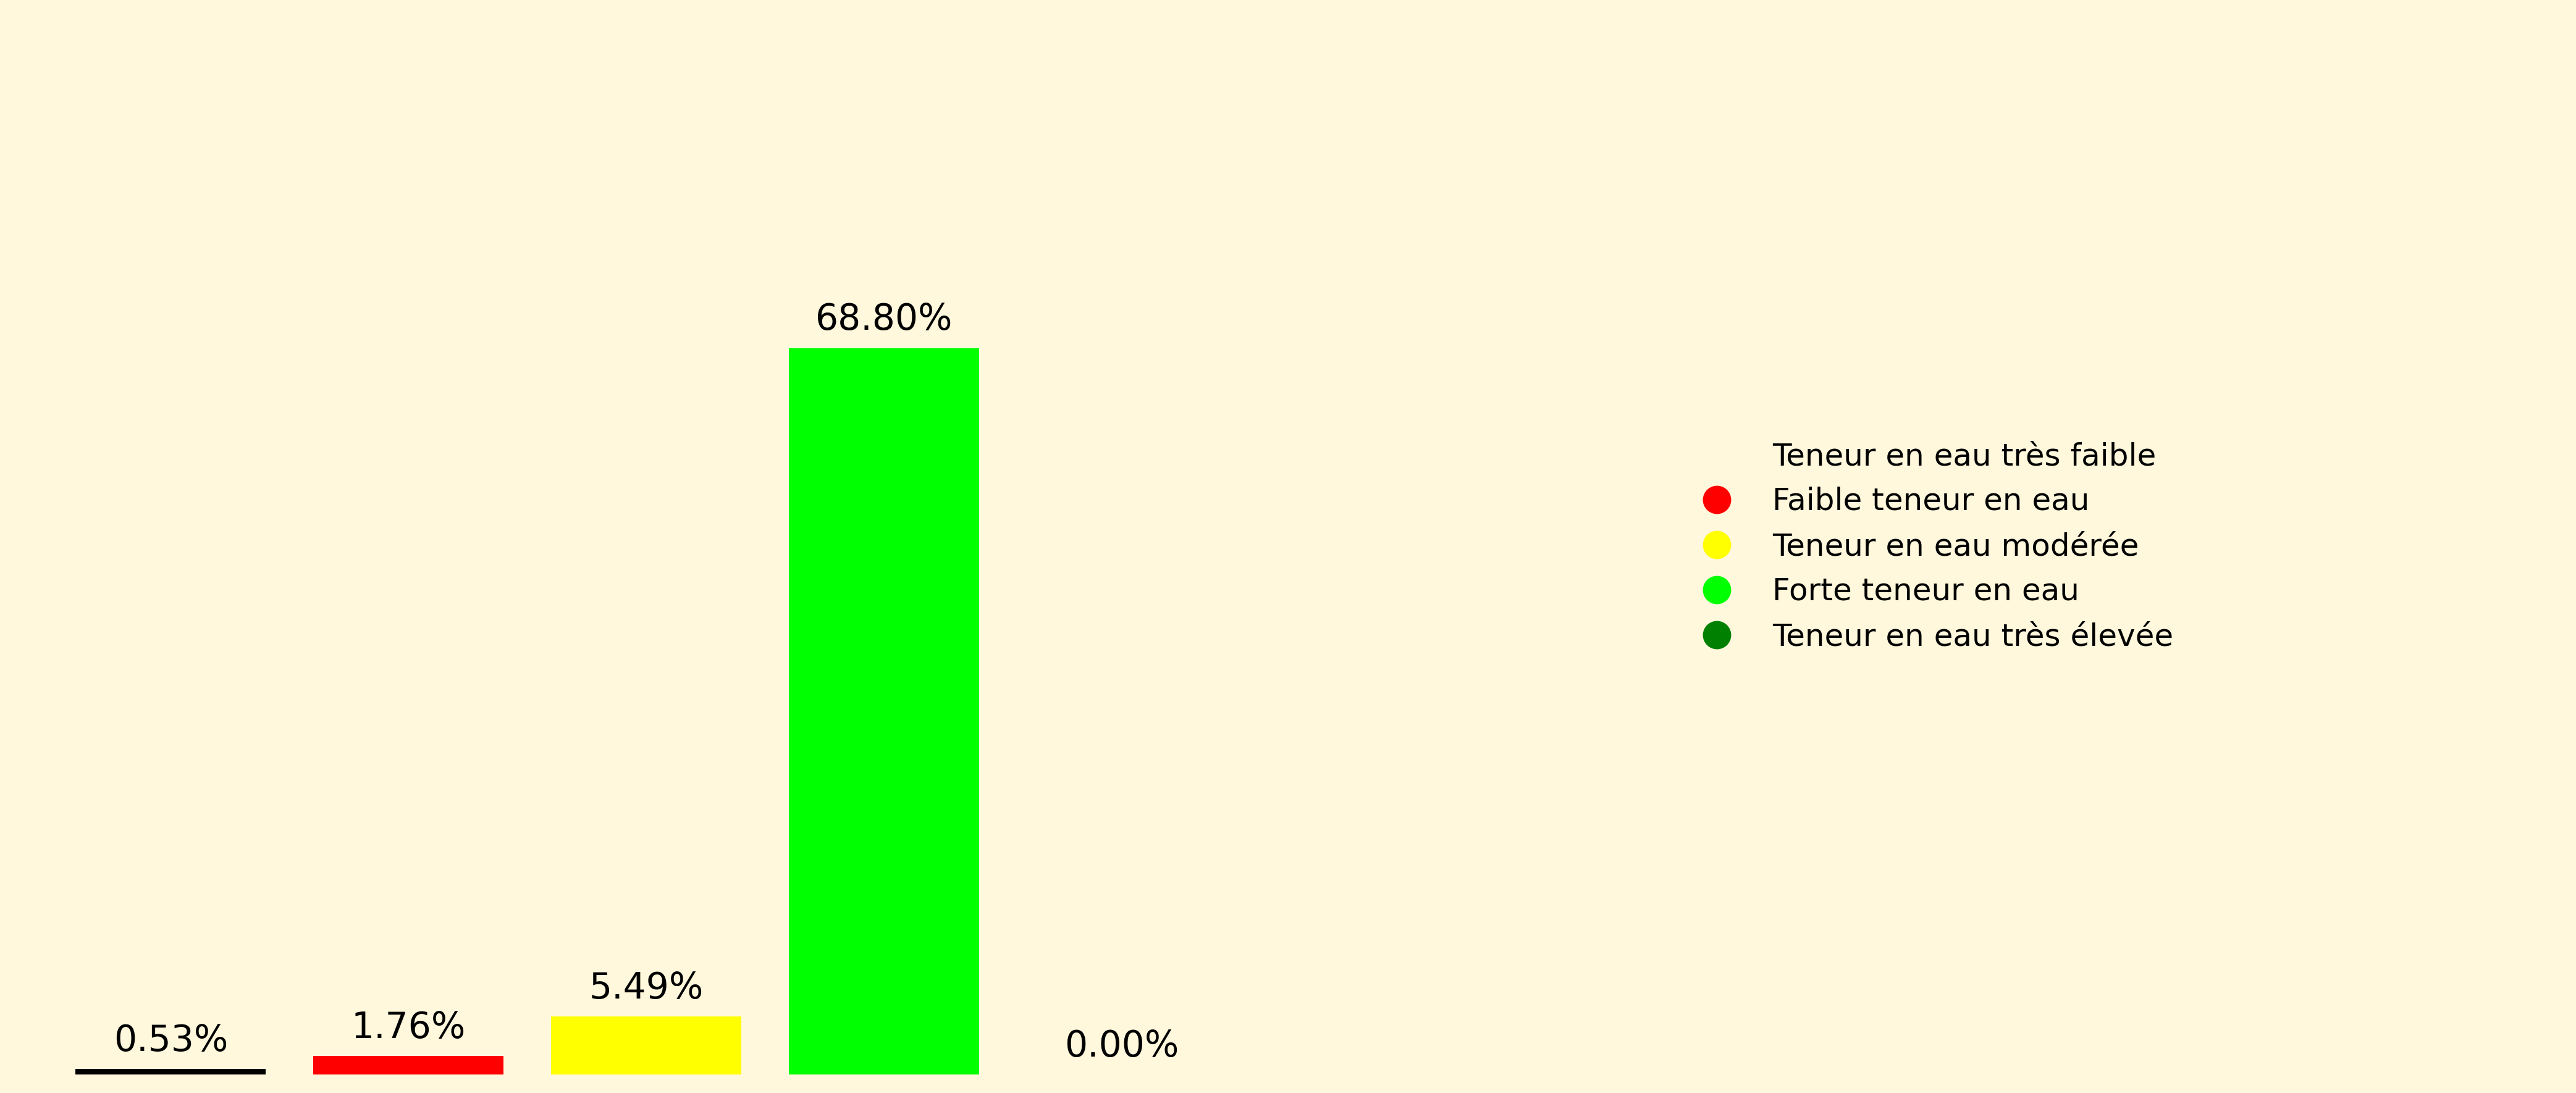 68.80%
5.49%
1.76%
0.53%
0.00%
Teneur en eau très faible
Faible teneur en eau
Teneur en eau modérée
Forte teneur en eau
Teneur en eau très élevée